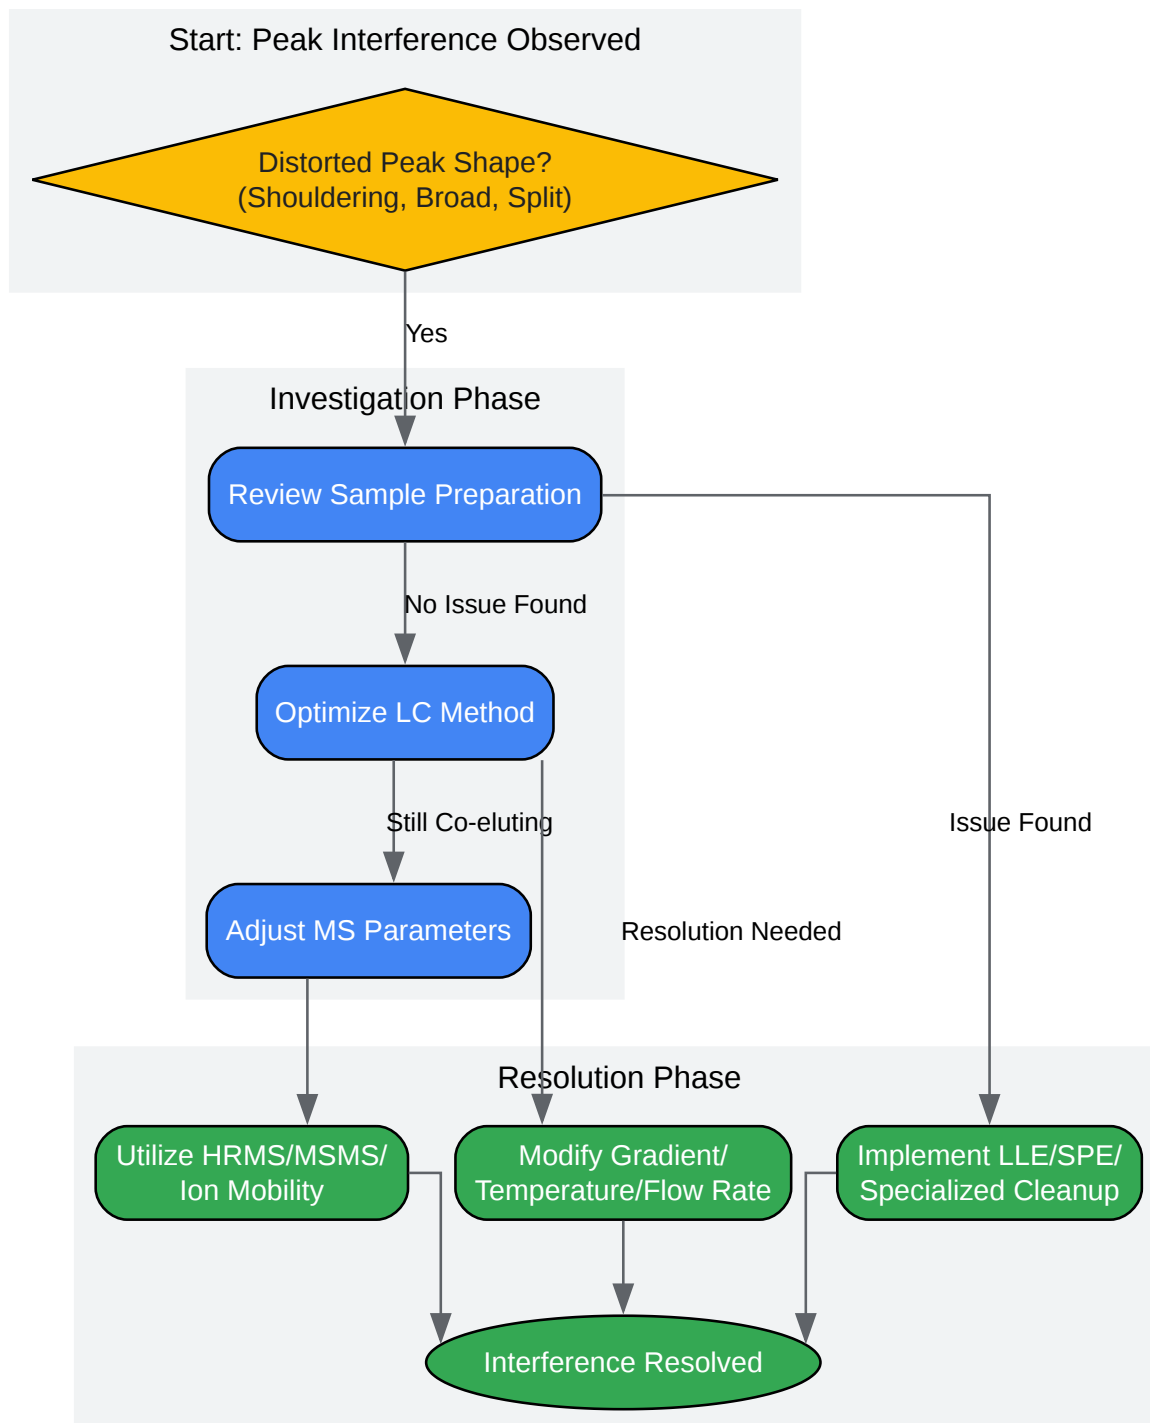 Start: Peak Interference Observed
Distorted Peak Shape?
(Shouldering, Broad, Split)
Yes
Investigation Phase
Review Sample Preparation
No Issue Found
Optimize LC Method
Still Co-eluting
Issue Found
Adjust MS Parameters
Resolution Needed
Resolution Phase
Utilize HRMS/MSMS/
Ion Mobility
Modify Gradient/
Temperature/Flow Rate
Implement LLE/SPE/
Specialized Cleanup
Interference Resolved